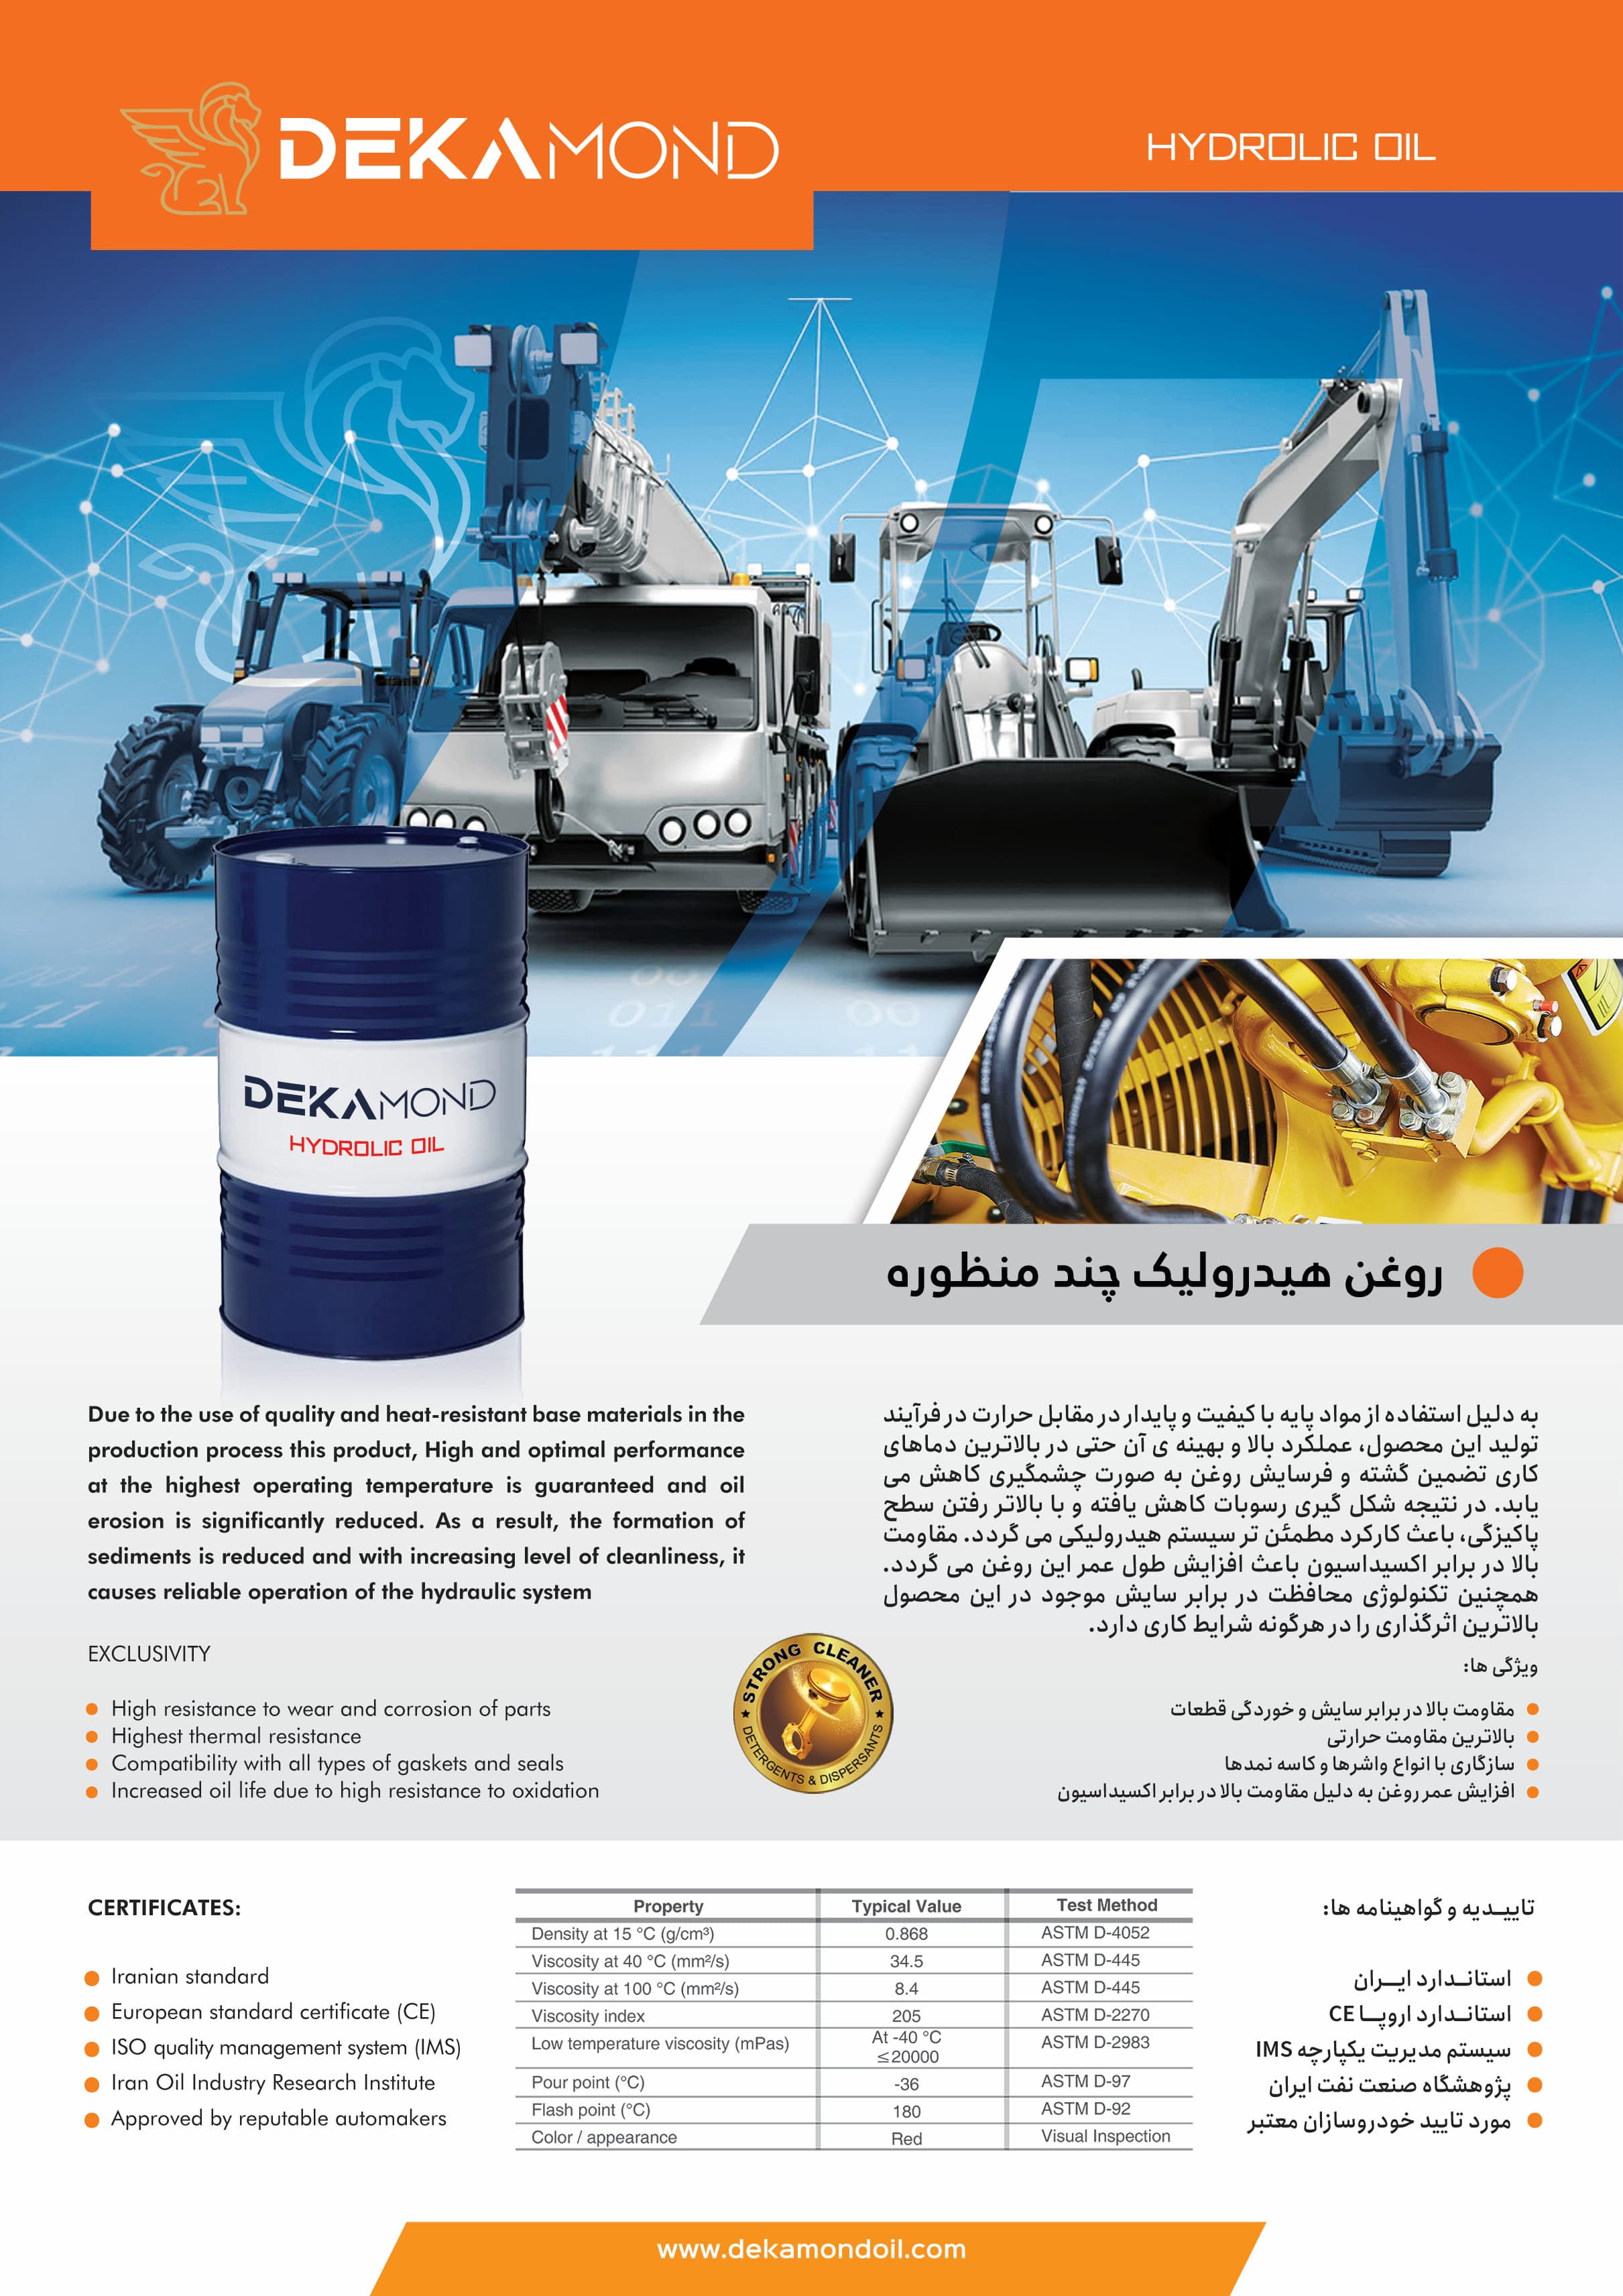 DEKAMOND
HYDROLIC OIL
DEKAMOND
HYDROLIC OIL
روغن هیدرولیک چند منظوره
Due to the use of quality and heat-resistant base materials in the
production process this product, High and optimal performance
at the highest operating temperature is guaranteed and oil
erosion is significantly reduced. As a result, the formation of
sediments is reduced and with increasing level of cleanliness, it
causes reliable operation of the hydraulic system
به دلیل استفاده از مواد پایه با کیفیت و پایدار در مقابل حرارت در فرآیند
تولید این محصول، عملکرد بالا و بهینه ی آن حتی در بالاترین دماهای
کاری تضمین گشته و فرسایش روغن به صورت چشمگیری کاهش می
یابد. در نتیجه شکل گیری رسوبات کاهش یافته و با بالاتر رفتن سطح
پاکیزگی، باعث کارکرد مطمئن تر سیستم هیدرولیکی می گردد. مقاومت
بالا در برابر اکسیداسیون باعث افزایش طول عمر این روغن می گردد.
همچنین تکنولوژی محافظت در برابر سایش موجود در این محصول
بالاترین اثرگذاری را در هرگونه شرایط کاری دارد.
EXCLUSIVITY
High resistance to wear and corrosion of parts
Highest thermal resistance
Compatibility with all types of gaskets and seals
Increased oil life due to high resistance to oxidation
STRONG CLEANER
DETERGENTS & DISPERSANTS
ویژگی ها:
مقاومت بالا در برابر سایش و خوردگی قطعات
بالاترین مقاومت حرارتی
سازگاری با انواع واشرها و کاسه نمدها
افزایش عمر روغن به دلیل مقاومت بالا در برابر اکسیداسیون
CERTIFICATES:
Iranian standard
European standard certificate (CE)
ISO quality management system (IMS)
Iran Oil Industry Research Institute
Approved by reputable automakers
Property Typical Value Test Method
Density at 15 °C (g/cm³) 0.868 ASTM D-4052
Viscosity at 40 °C (mm²/s) 34.5 ASTM D-445
Viscosity at 100 °C (mm²/s) 8.4 ASTM D-445
Viscosity index 205 ASTM D-2270
Low temperature viscosity (mPas) At -40 °C ASTM D-2983
≤20000
Pour point (°C) -36 ASTM D-97
Flash point (°C) 180 ASTM D-92
Color / appearance Red Visual Inspection
تاییـدیه و گواهینامه ها:
استانـدارد ایــران
استانـدارد اروپــا CE
سیستم مدیریت یکپارچه IMS
پژوهشگاه صنعت نفت ایران
مورد تایید خودروسازان معتبر
www.dekamondoil.com